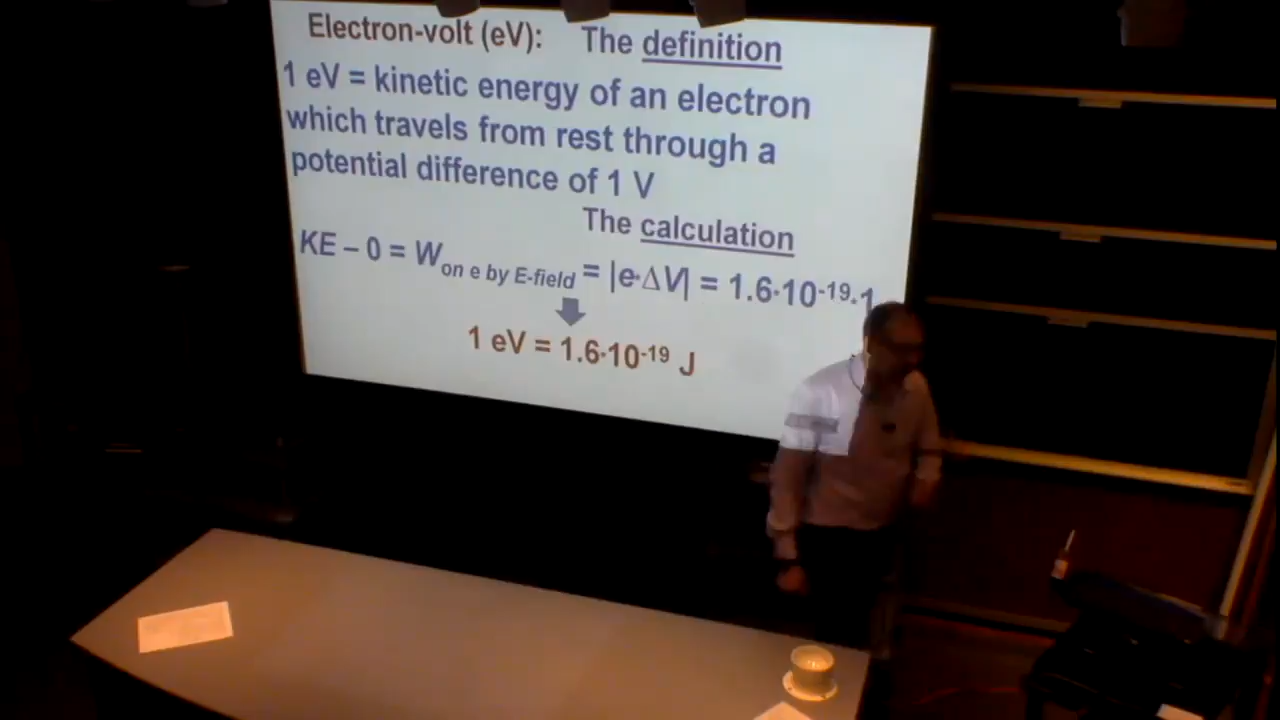 Electron-volt (eV): The definition
1 eV = kinetic energy of an electron
which travels from rest through a
potential difference of 1 V
The calculation
KE – 0 = W on e by E-field = |e·ΔV| = 1.6·10-19·1
1 eV = 1.6·10-19 J